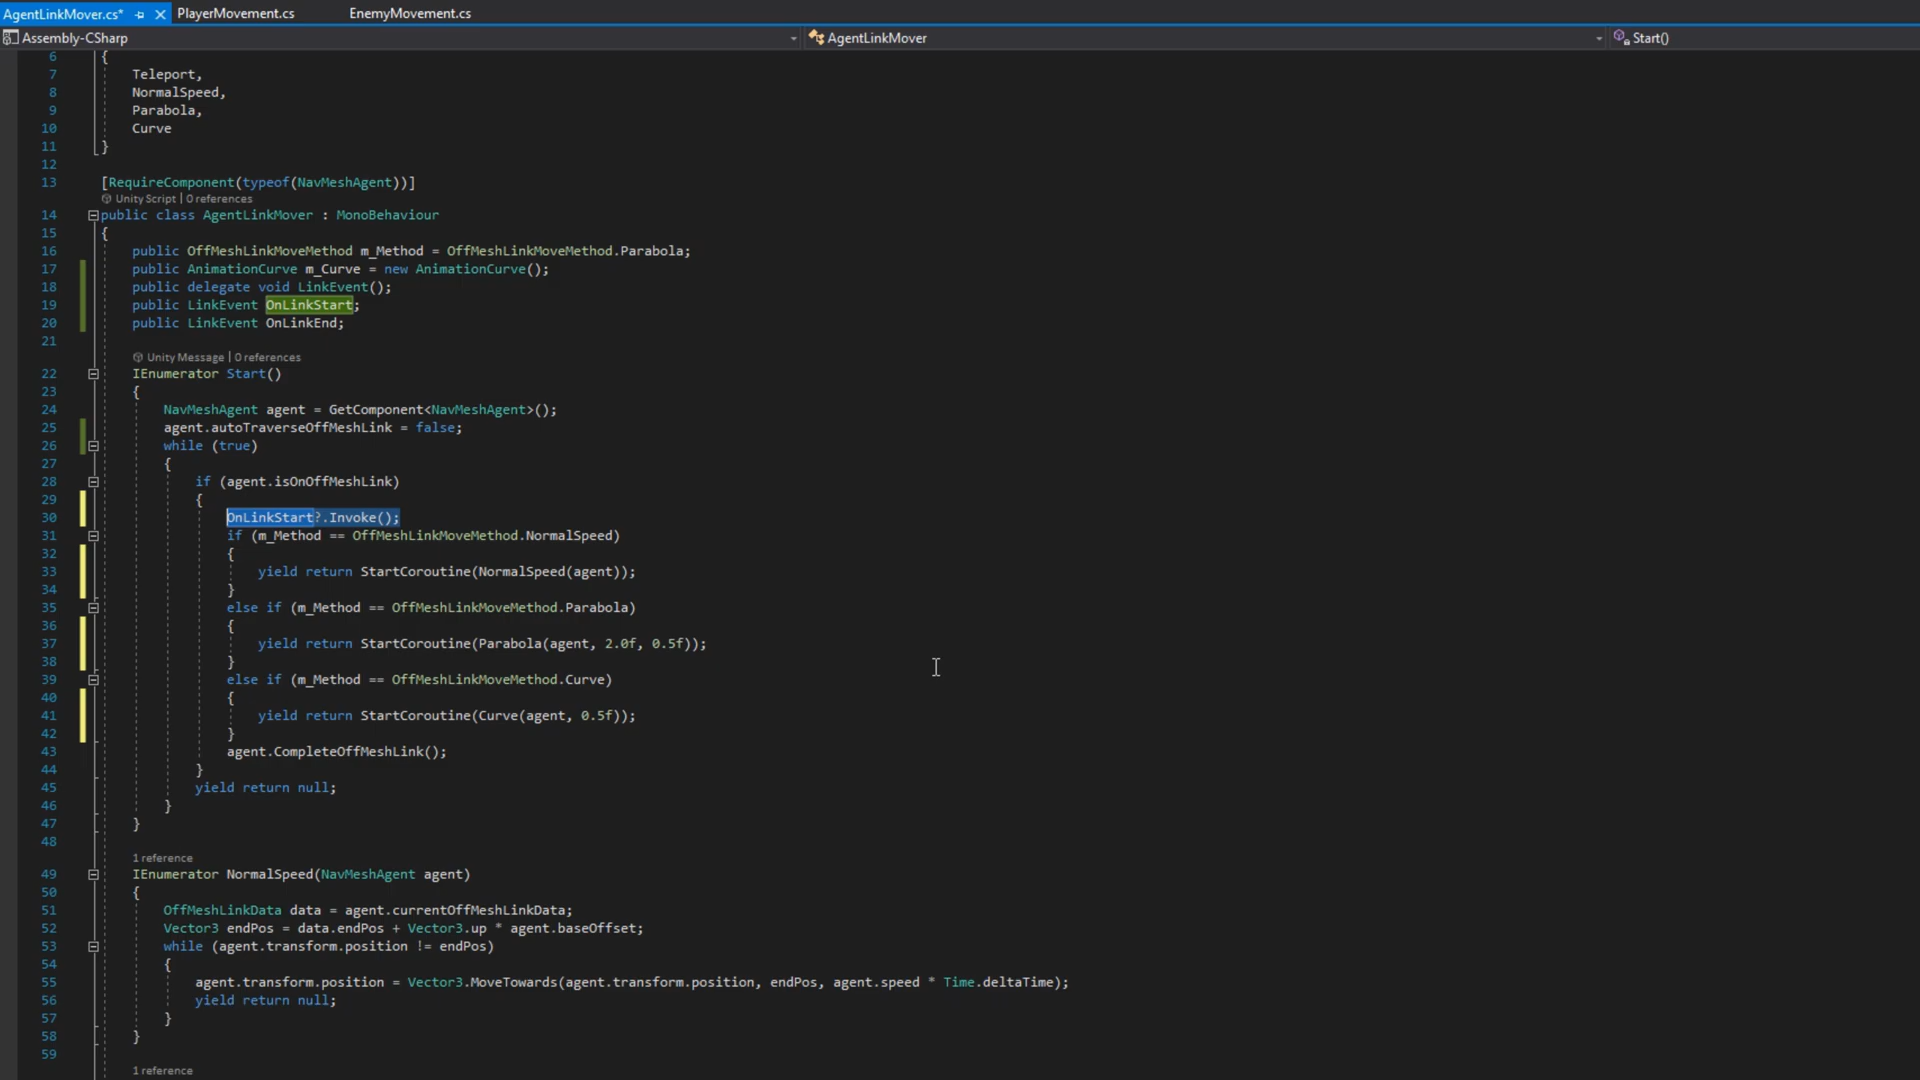 AgentLinkMover.cs* PlayerMovement.cs EnemyMovement.cs
Assembly-CSharp AgentLinkMover Start()
6 {
7 Teleport,
8 NormalSpeed,
9 Parabola,
10 Curve
11 }
12
13 [RequireComponent(typeof(NavMeshAgent))]
Unity Script | 0 references
14 public class AgentLinkMover : MonoBehaviour
15 {
16 public OffMeshLinkMoveMethod m_Method = OffMeshLinkMoveMethod.Parabola;
17 public AnimationCurve m_Curve = new AnimationCurve();
18 public delegate void LinkEvent();
19 public LinkEvent OnLinkStart;
20 public LinkEvent OnLinkEnd;
21
Unity Message | 0 references
22 IEnumerator Start()
23 {
24 NavMeshAgent agent = GetComponent<NavMeshAgent>();
25 agent.autoTraverseOffMeshLink = false;
26 while (true)
27 {
28 if (agent.isOnOffMeshLink)
29 {
30 OnLinkStart?.Invoke();
31 if (m_Method == OffMeshLinkMoveMethod.NormalSpeed)
32 {
33 yield return StartCoroutine(NormalSpeed(agent));
34 }
35 else if (m_Method == OffMeshLinkMoveMethod.Parabola)
36 {
37 yield return StartCoroutine(Parabola(agent, 2.0f, 0.5f));
38 }
39 else if (m_Method == OffMeshLinkMoveMethod.Curve)
40 {
41 yield return StartCoroutine(Curve(agent, 0.5f));
42 }
43 agent.CompleteOffMeshLink();
44 }
45 yield return null;
46 }
47 }
48
1 reference
49 IEnumerator NormalSpeed(NavMeshAgent agent)
50 {
51 OffMeshLinkData data = agent.currentOffMeshLinkData;
52 Vector3 endPos = data.endPos + Vector3.up * agent.baseOffset;
53 while (agent.transform.position != endPos)
54 {
55 agent.transform.position = Vector3.MoveTowards(agent.transform.position, endPos, agent.speed * Time.deltaTime);
56 yield return null;
57 }
58 }
59
1 reference